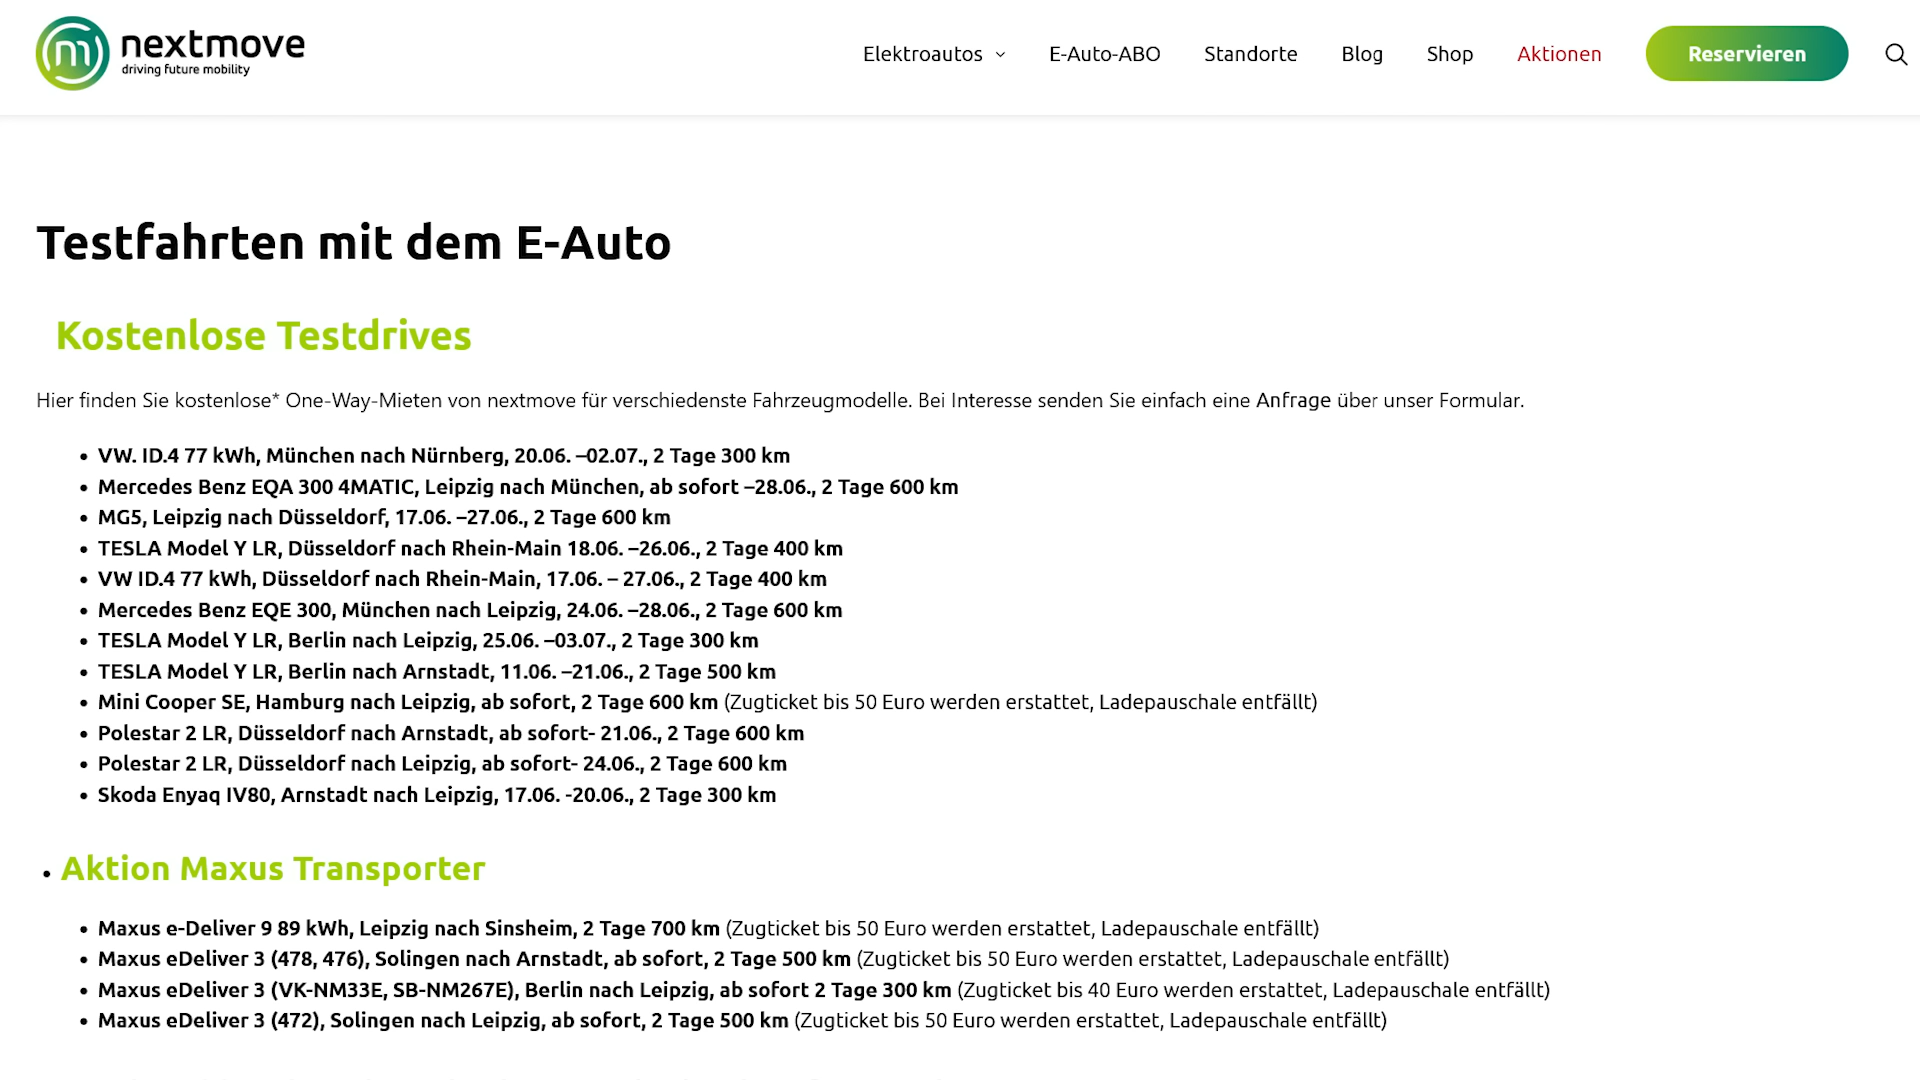 nextmove
driving future mobility
Elektroautos
E-Auto-ABO
Standorte
Blog
Shop
Aktionen
Reservieren
Testfahrten mit dem E-Auto
Kostenlose Testdrives
Hier finden Sie kostenlose* One-Way-Mieten von nextmove für verschiedenste Fahrzeugmodelle. Bei Interesse senden Sie einfach eine Anfrage über unser Formular.
• VW. ID.4 77 kWh, München nach Nürnberg, 20.06. –02.07., 2 Tage 300 km
• Mercedes Benz EQA 300 4MATIC, Leipzig nach München, ab sofort –28.06., 2 Tage 600 km
• MG5, Leipzig nach Düsseldorf, 17.06. –27.06., 2 Tage 600 km
• TESLA Model Y LR, Düsseldorf nach Rhein-Main 18.06. –26.06., 2 Tage 400 km
• VW ID.4 77 kWh, Düsseldorf nach Rhein-Main, 17.06. – 27.06., 2 Tage 400 km
• Mercedes Benz EQE 300, München nach Leipzig, 24.06. –28.06., 2 Tage 600 km
• TESLA Model Y LR, Berlin nach Leipzig, 25.06. –03.07., 2 Tage 300 km
• TESLA Model Y LR, Berlin nach Arnstadt, 11.06. –21.06., 2 Tage 500 km
• Mini Cooper SE, Hamburg nach Leipzig, ab sofort, 2 Tage 600 km (Zugticket bis 50 Euro werden erstattet, Ladepauschale entfällt)
• Polestar 2 LR, Düsseldorf nach Arnstadt, ab sofort- 21.06., 2 Tage 600 km
• Polestar 2 LR, Düsseldorf nach Leipzig, ab sofort- 24.06., 2 Tage 600 km
• Skoda Enyaq IV80, Arnstadt nach Leipzig, 17.06. -20.06., 2 Tage 300 km
• Aktion Maxus Transporter
• Maxus e-Deliver 9 89 kWh, Leipzig nach Sinsheim, 2 Tage 700 km (Zugticket bis 50 Euro werden erstattet, Ladepauschale entfällt)
• Maxus eDeliver 3 (478, 476), Solingen nach Arnstadt, ab sofort, 2 Tage 500 km (Zugticket bis 50 Euro werden erstattet, Ladepauschale entfällt)
• Maxus eDeliver 3 (VK-NM33E, SB-NM267E), Berlin nach Leipzig, ab sofort 2 Tage 300 km (Zugticket bis 40 Euro werden erstattet, Ladepauschale entfällt)
• Maxus eDeliver 3 (472), Solingen nach Leipzig, ab sofort, 2 Tage 500 km (Zugticket bis 50 Euro werden erstattet, Ladepauschale entfällt)